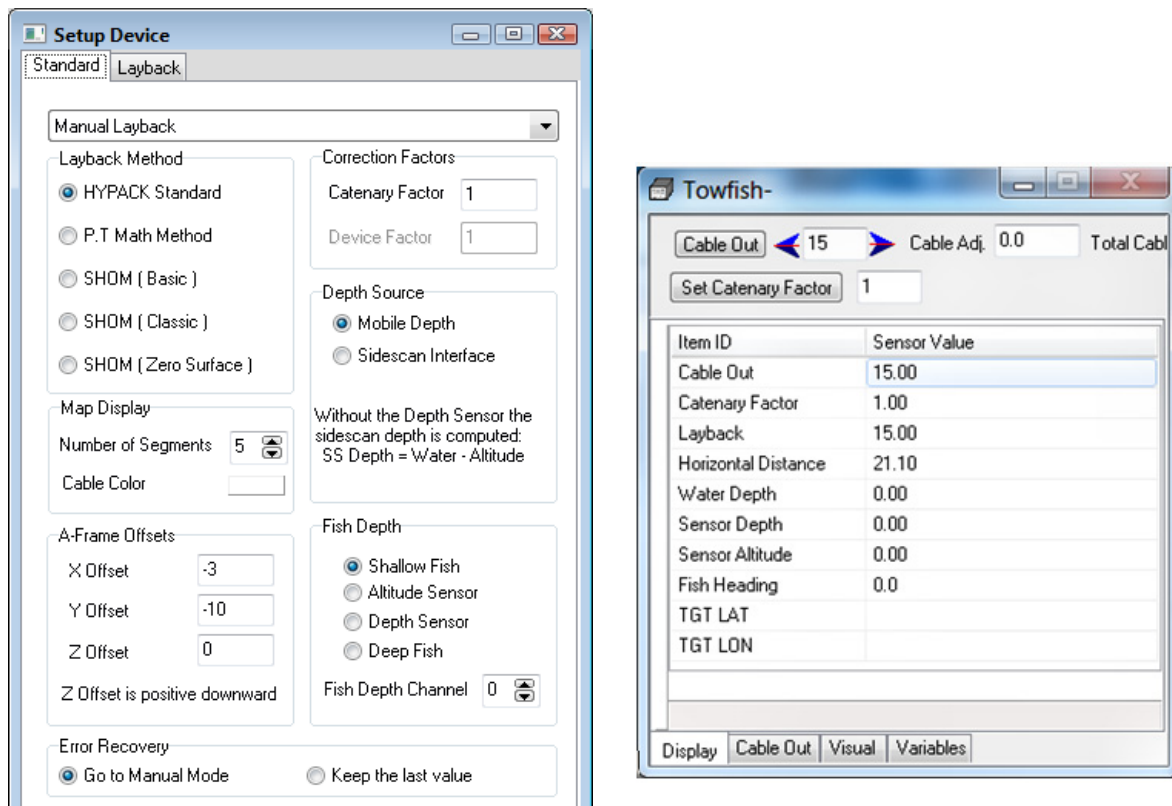 Setup Device
Standard
Layback
Manual Layback
Layback Method
HYPACK Standard
P.T Math Method
SHOM ( Basic )
SHOM ( Classic )
SHOM ( Zero Surface )
Correction Factors
Catenary Factor 1
Device Factor 1
Depth Source
Mobile Depth
Sidescan Interface
Without the Depth Sensor the
sidescan depth is computed:
SS Depth = Water - Altitude
Map Display
Number of Segments 5
Cable Color
A-Frame Offsets
X Offset -3
Y Offset -10
Z Offset 0
Z Offset is positive downward
Fish Depth
Shallow Fish
Altitude Sensor
Depth Sensor
Deep Fish
Fish Depth Channel 0
Error Recovery
Go to Manual Mode
Keep the last value
Towfish-
Cable Out 15 Cable Adj. 0.0 Total Cabl
Set Catenary Factor 1
Item ID Sensor Value
Cable Out 15.00
Catenary Factor 1.00
Layback 15.00
Horizontal Distance 21.10
Water Depth 0.00
Sensor Depth 0.00
Sensor Altitude 0.00
Fish Heading 0.0
TGT LAT
TGT LON
Display Cable Out Visual Variables